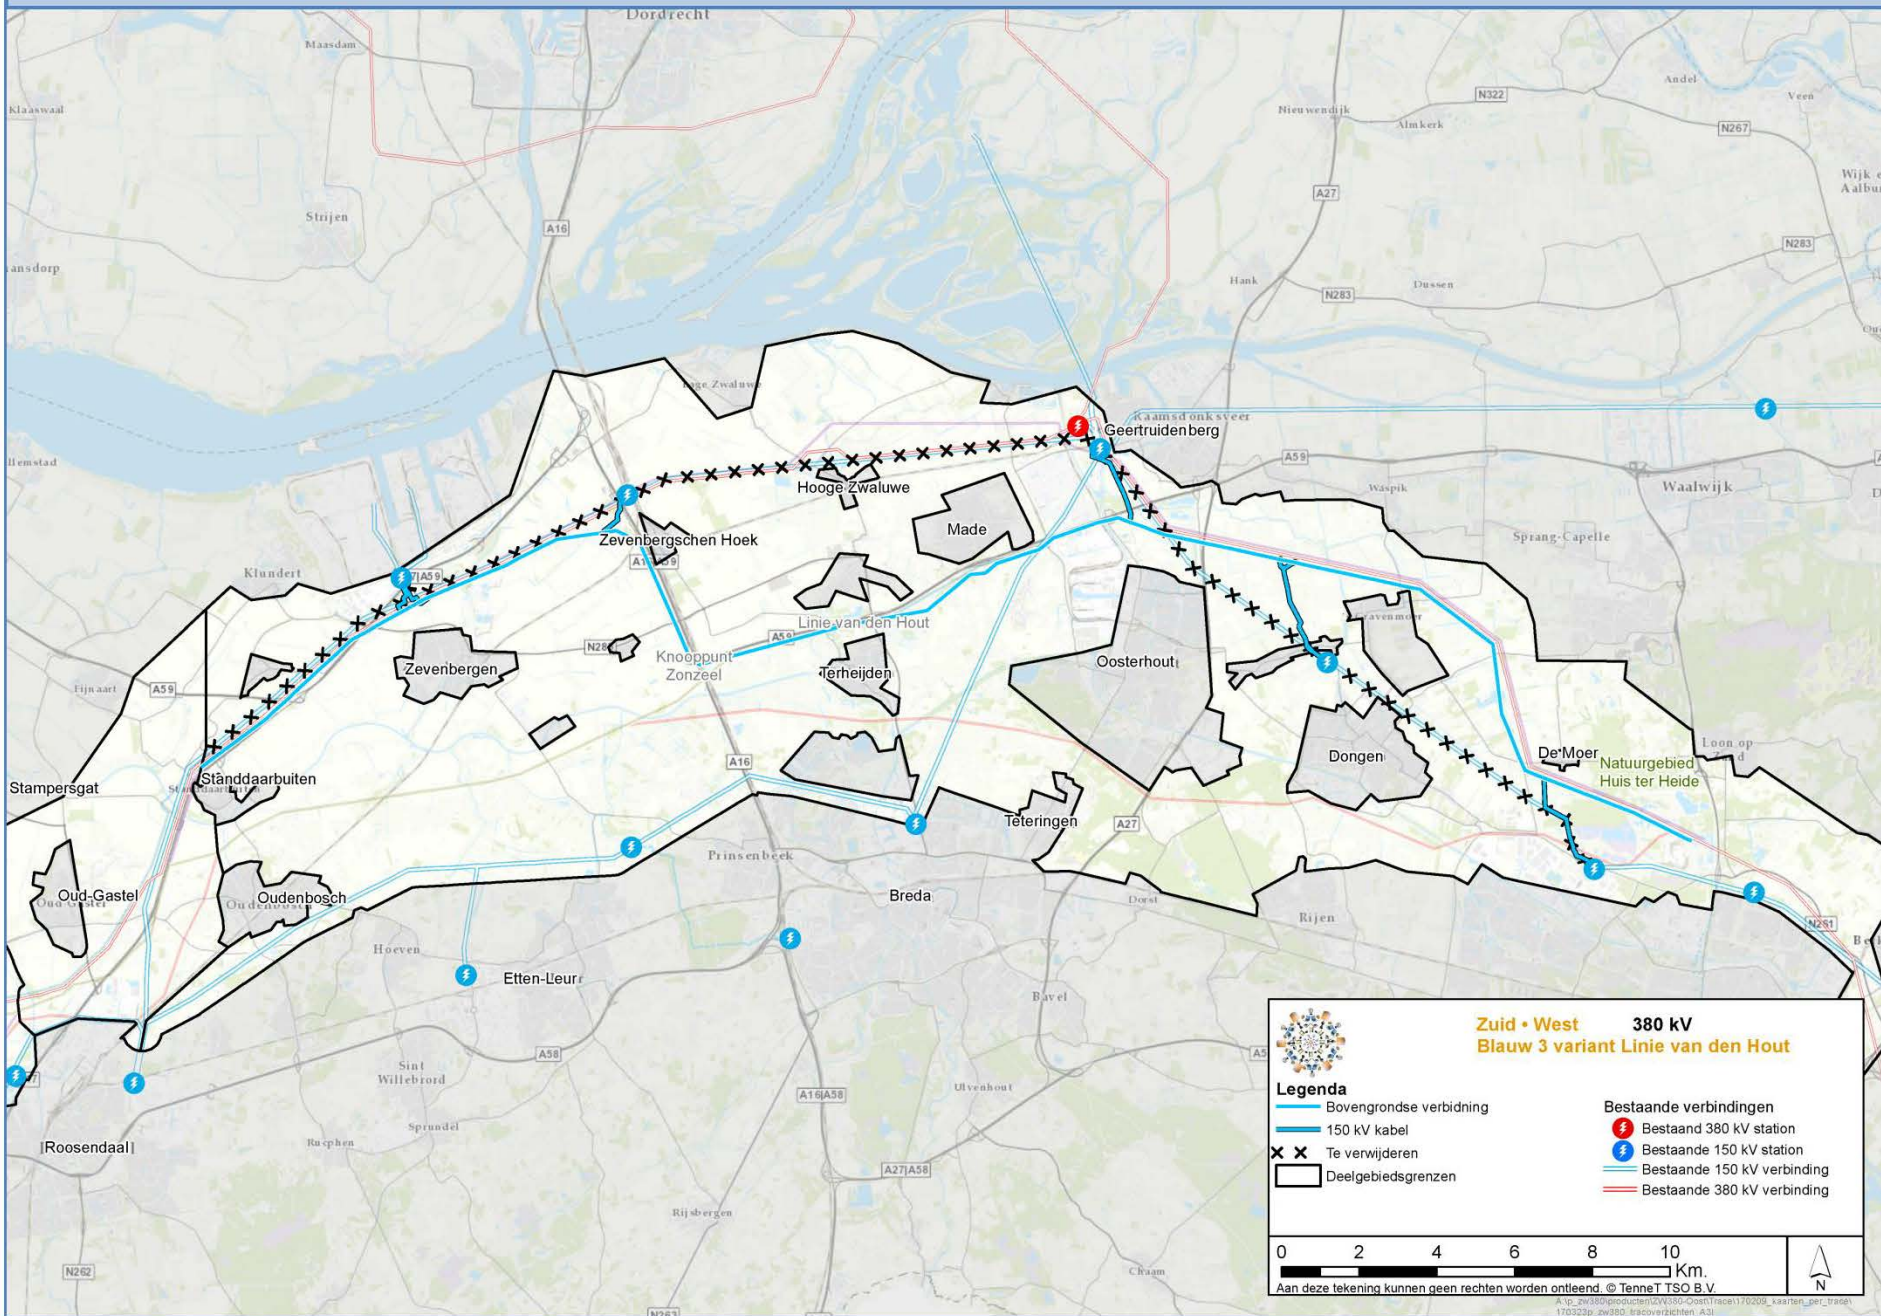 Dordrecht
Maasdam
Klaaswaal
Strijen
A16
Andel
Veen
N322
Nieuwendijk
Almkerk
N267
Wijk e
Aalbu
A27
N283
Hank
Dussen
N283
ansdorp
llemstad
Raamsdonksveer
Geertruidenberg
A59
Waspik
Waalwijk
Sprang-Capelle
Hooge Zwaluwe
Made
Zevenbergschen Hoek
Klundert
Linie van den Hout
A59
Knooppunt
Zonzeel
Zevenbergen
Terheijden
Oosterhout
Fijnaart
A59
Dongen
De Moer
Natuurgebied
Huis ter Heide
Loon op
Stampersgat
Standdaarbuiten
A16
Teteringen
A27
Prinsenbeek
Oud-Gastel
Oudenbosch
Breda
Dorst
Rijen
N261
Hoeven
Etten-Leur
Bavel
A58
Sint
Willebrord
Ulvenhout
A16|A58
Sprundel
Rucphen
Roosendaal
A27|A58
Rijsbergen
Chaam
N262
N263
Zuid • West 380 kV
Blauw 3 variant Linie van den Hout
Legenda
Bovengrondse verbidning
150 kV kabel
Te verwijderen
Deelgebiedsgrenzen
Bestaande verbindingen
Bestaand 380 kV station
Bestaande 150 kV station
Bestaande 150 kV verbinding
Bestaande 380 kV verbinding
0 2 4 6 8 10
Km.
N
Aan deze tekening kunnen geen rechten worden ontleend. © TenneT TSO B.V.